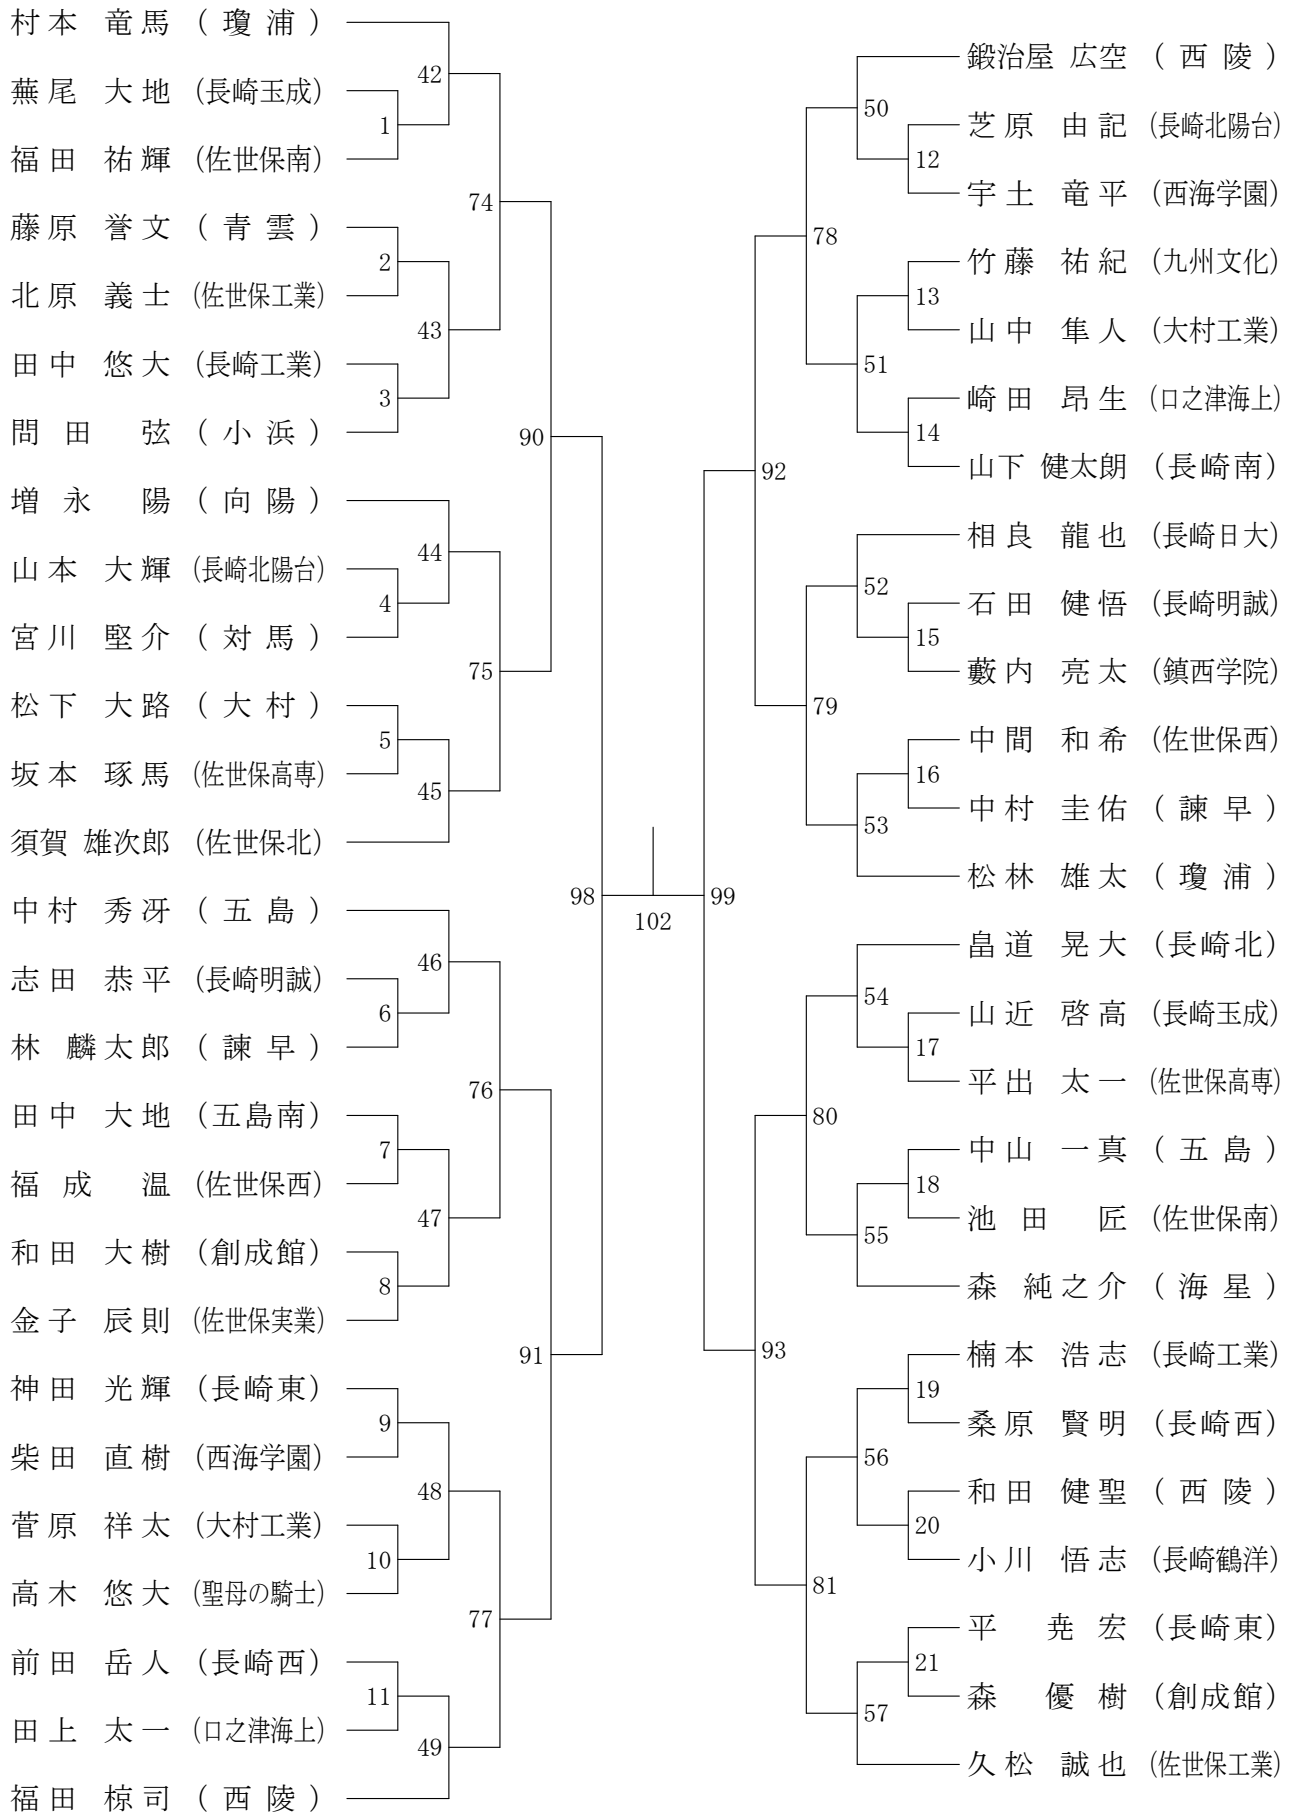 村本 竜馬 (瓊浦)
蕪尾 大地 (長崎玉成)
福田 祐輝 (佐世保南)
藤原 誉文 (青雲)
北原 義士 (佐世保工業)
田中 悠大 (長崎工業)
問田 弦 (小浜)
増永 陽 (向陽)
山本 大輝 (長崎北陽台)
宮川 堅介 (対馬)
松下 大路 (大村)
坂本 琢馬 (佐世保高専)
須賀 雄次郎 (佐世保北)
中村 秀冴 (五島)
志田 恭平 (長崎明誠)
林 麟太郎 (諫早)
田中 大地 (五島南)
福成 温 (佐世保西)
和田 大樹 (創成館)
金子 辰則 (佐世保実業)
神田 光輝 (長崎東)
柴田 直樹 (西海学園)
菅原 祥太 (大村工業)
高木 悠大 (聖母の騎士)
前田 岳人 (長崎西)
田上 太一 (口之津海上)
福田 椋司 (西陵)
1
2
3
4
5
6
7
8
9
10
11
42
43
44
45
46
47
48
49
74
75
76
77
90
91
98
102
99
92
93
78
79
80
81
50
51
52
53
54
55
56
57
12
13
14
15
16
17
18
19
20
21
鍛治屋 広空 (西陵)
芝原 由記 (長崎北陽台)
宇土 竜平 (西海学園)
竹藤 祐紀 (九州文化)
山中 隼人 (大村工業)
崎田 昂生 (口之津海上)
山下 健太朗 (長崎南)
相良 龍也 (長崎日大)
石田 健悟 (長崎明誠)
藪内 亮太 (鎮西学院)
中間 和希 (佐世保西)
中村 圭佑 (諫早)
松林 雄太 (瓊浦)
畠道 晃大 (長崎北)
山近 啓高 (長崎玉成)
平出 太一 (佐世保高専)
中山 一真 (五島)
池田 匠 (佐世保南)
森 純之介 (海星)
楠本 浩志 (長崎工業)
桑原 賢明 (長崎西)
和田 健聖 (西陵)
小川 悟志 (長崎鶴洋)
平 尭宏 (長崎東)
森 優樹 (創成館)
久松 誠也 (佐世保工業)